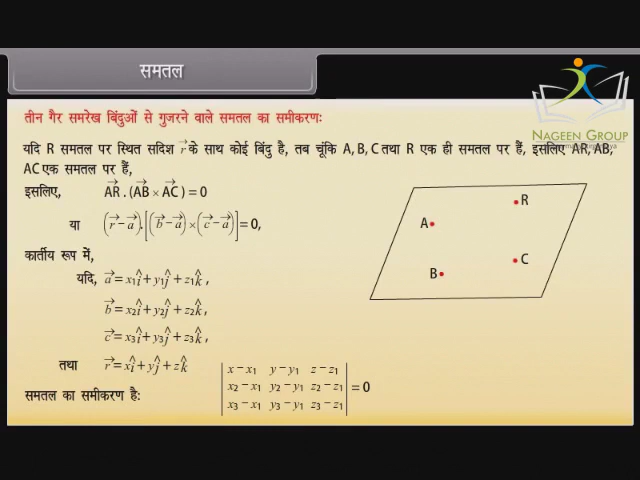 समतल
NAGEEN GROUP
तीन गैर समरेख बिंदुओं से गुजरने वाले समतल का समीकरणः
यदि R समतल पर स्थित सदिश r⃗ के साथ कोई बिंदु है, तब चूंकि A, B, C तथा R एक ही समतल पर हैं, इसलिए AR, AB,
AC एक समतल पर हैं,
इसलिए, AR⃗ . (AB⃗ × AC⃗) = 0
या (r⃗ − a⃗).[(b⃗ − a⃗) × (c⃗ − a⃗)] = 0,
कार्तीय रूप में,
यदि, a⃗ = x₁î + y₁ĵ + z₁k̂ ,
b⃗ = x₂î + y₂ĵ + z₂k̂ ,
c⃗ = x₃î + y₃ĵ + z₃k̂ ,
तथा r⃗ = xî + yĵ + zk̂
समतल का समीकरण हैः
| x − x₁ y − y₁ z − z₁ |
| x₂ − x₁ y₂ − y₁ z₂ − z₁ | = 0
| x₃ − x₁ y₃ − y₁ z₃ − z₁ |
R
A
C
B